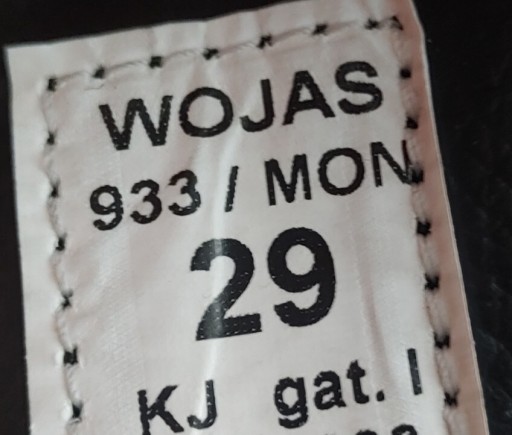 WOJAS
933 / MON
29
KJ gat. I